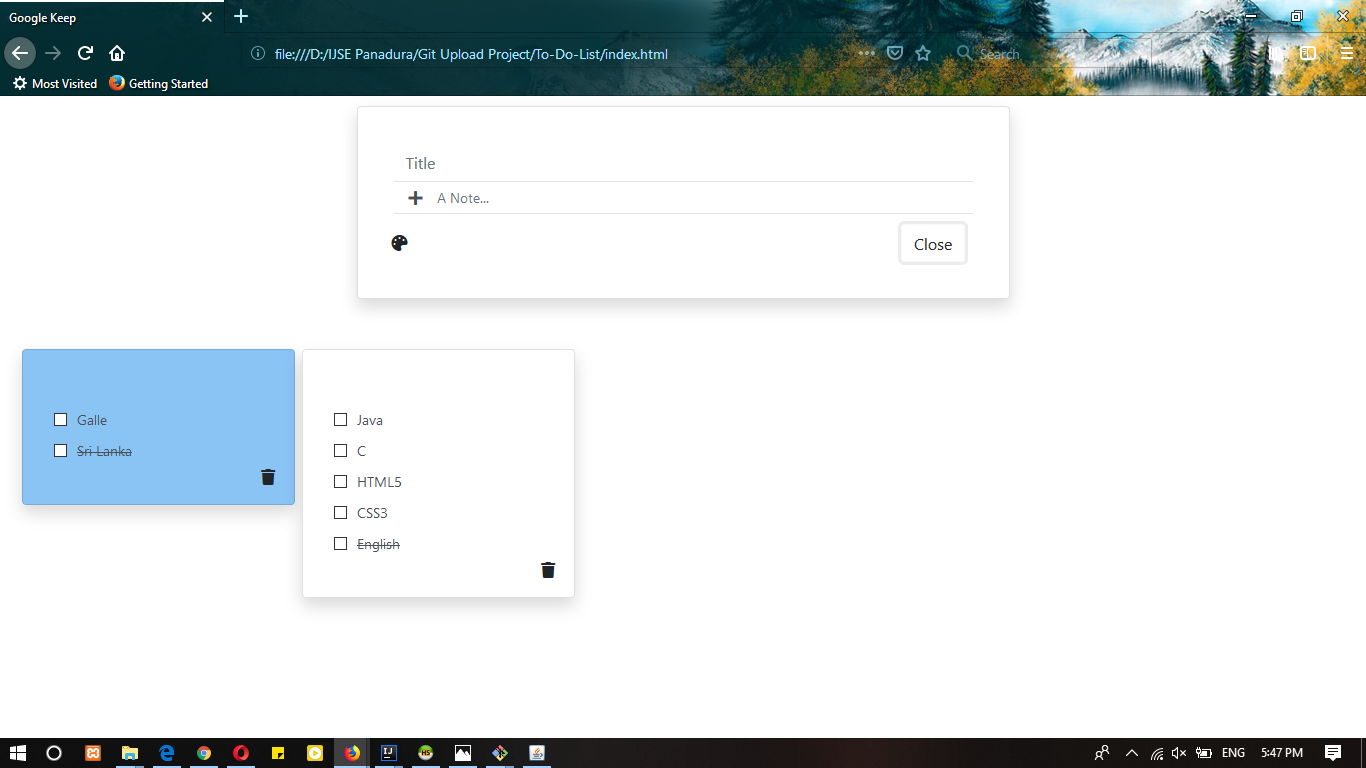 Google Keep
file:///D:/IJSE Panadura/Git Upload Project/To-Do-List/index.html
Search
Most Visited
Getting Started
Title
A Note...
Close
Galle
Sri Lanka
Java
C
HTML5
CSS3
English
ENG
5:47 PM